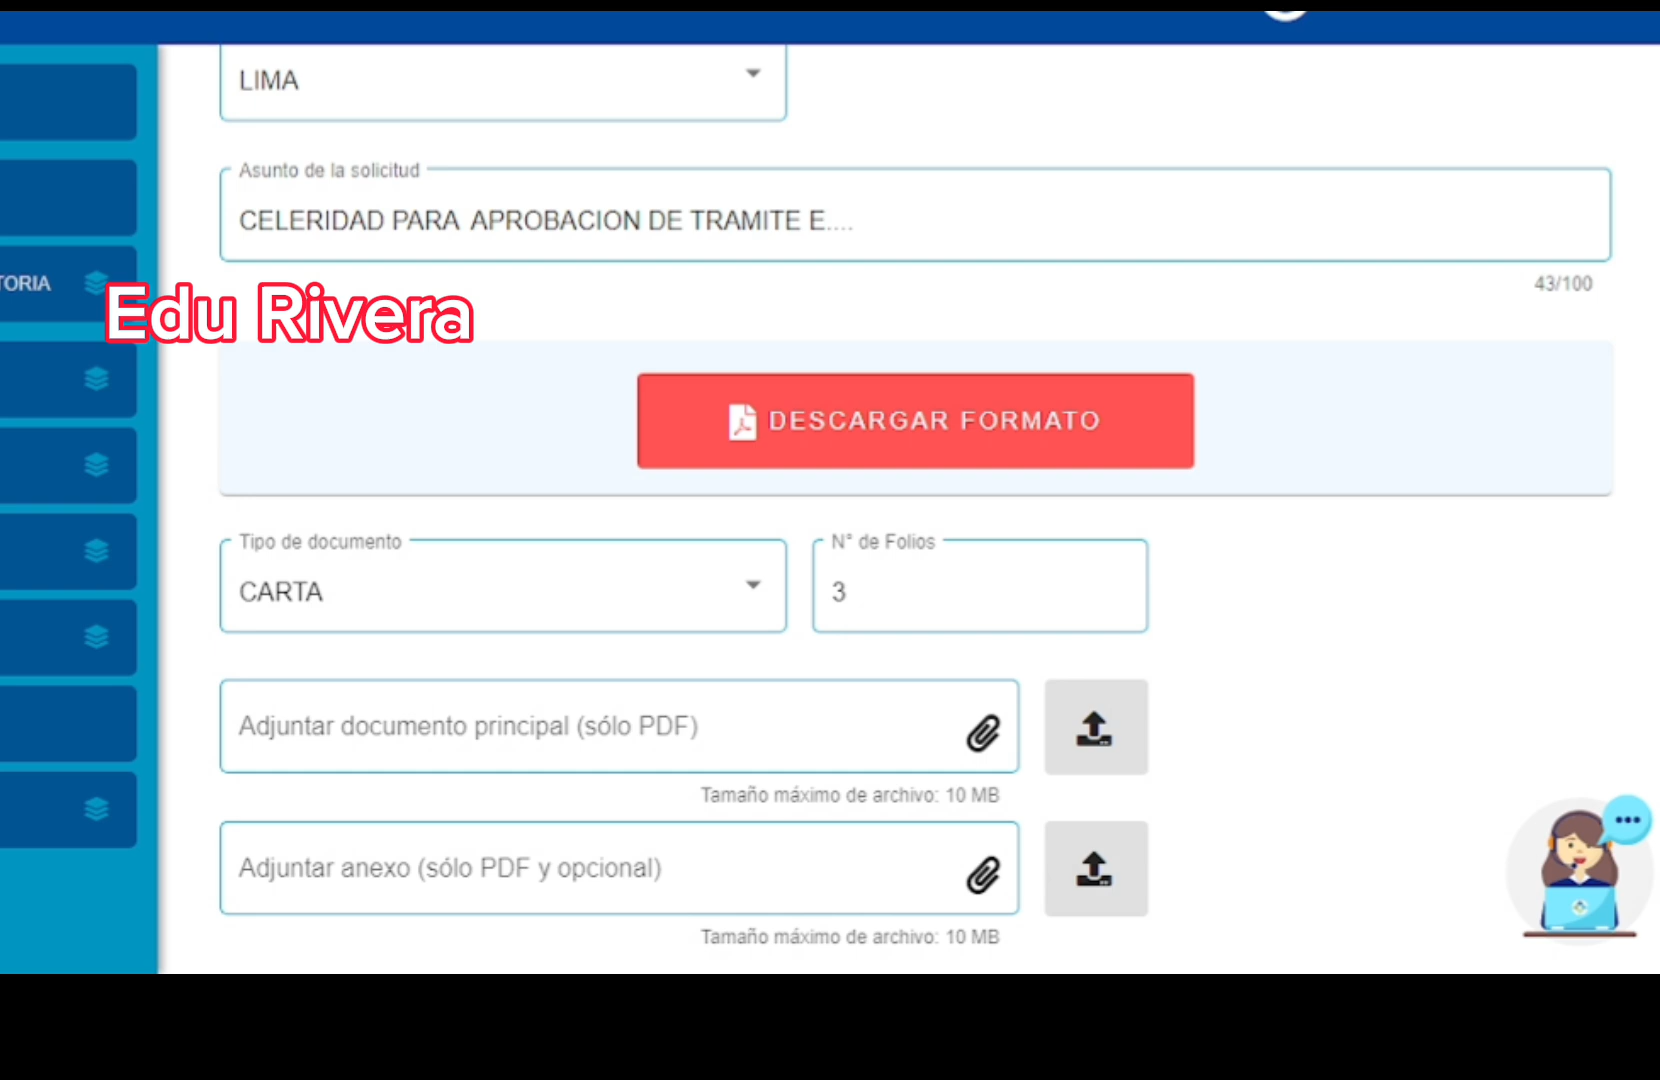 LIMA
Asunto de la solicitud
CELERIDAD PARA APROBACION DE TRAMITE E....
43/100
TORIA
Edu Rivera
DESCARGAR FORMATO
Tipo de documento
CARTA
N° de Folios
3
Adjuntar documento principal (sólo PDF)
Tamaño máximo de archivo: 10 MB
Adjuntar anexo (sólo PDF y opcional)
Tamaño máximo de archivo: 10 MB